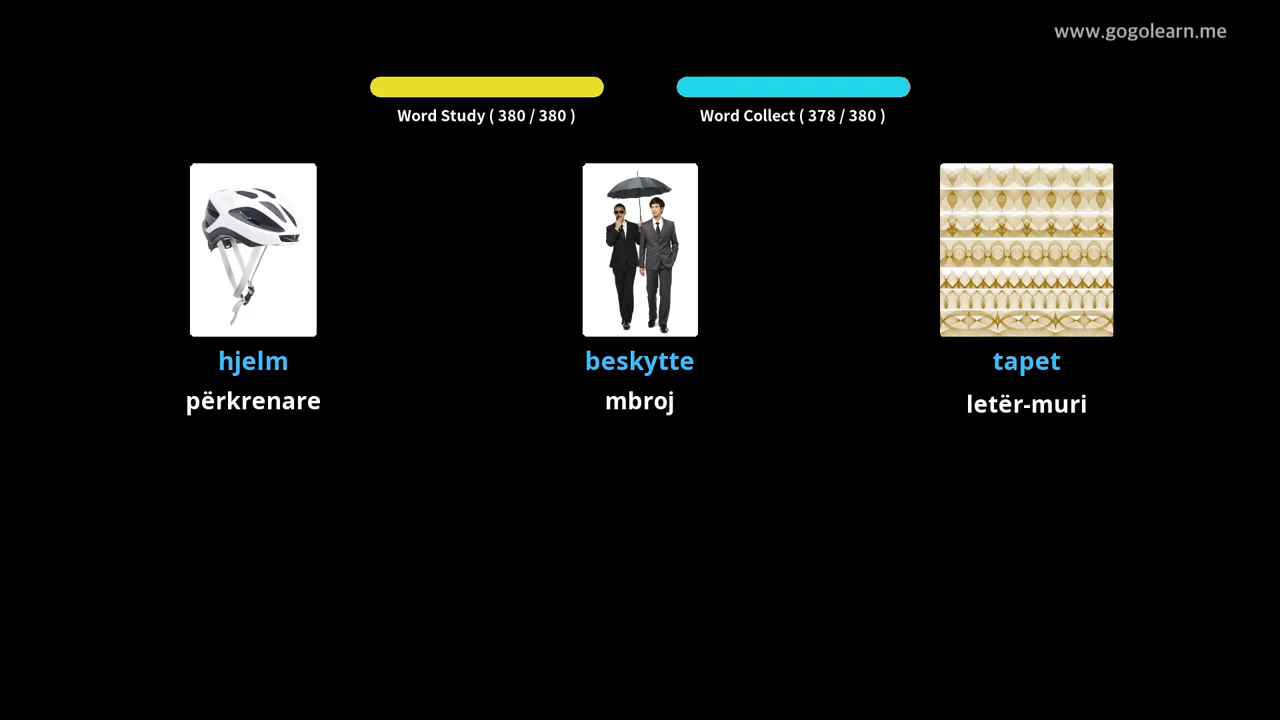 www.gogolearn.me
Word Study ( 380 / 380 )
Word Collect ( 378 / 380 )
hjelm
beskytte
tapet
përkrenare
mbroj
letër-muri